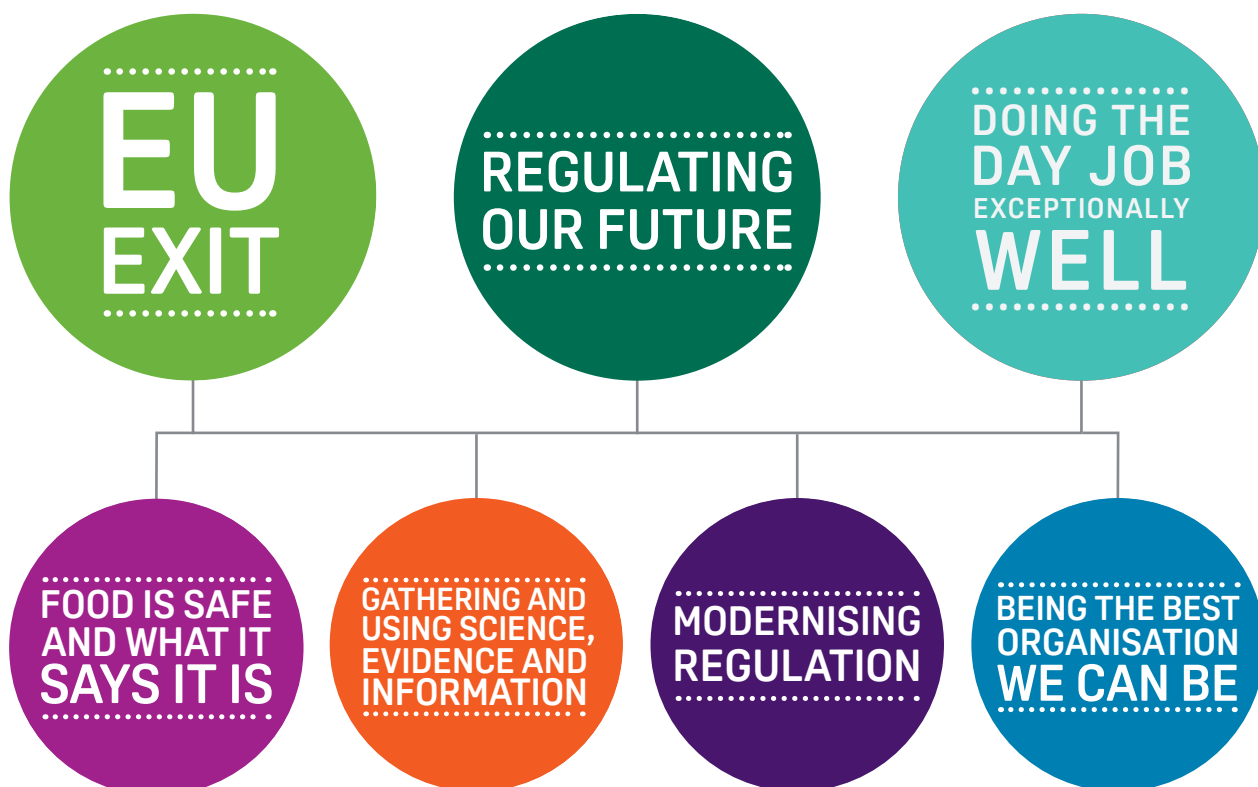 EU
EXIT
REGULATING
OUR FUTURE
DOING THE
DAY JOB
EXCEPTIONALLY
WELL
FOOD IS SAFE
AND WHAT IT
SAYS IT IS
GATHERING AND
USING SCIENCE,
EVIDENCE AND
INFORMATION
MODERNISING
REGULATION
BEING THE BEST
ORGANISATION
WE CAN BE